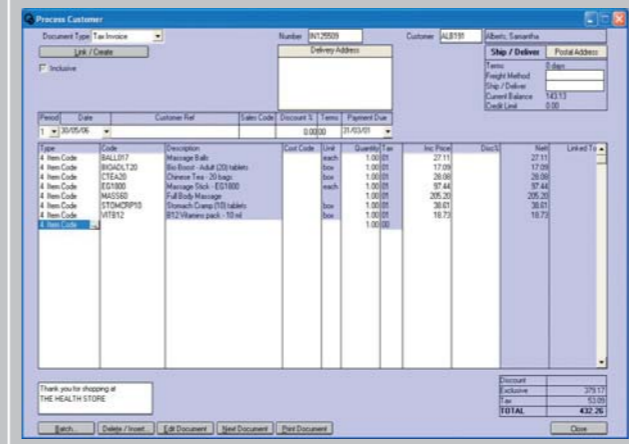 Process Customer
Document Type Tax Invoice Number IN129509 Customer ALB191 Alberts, Samantha
Link / Create Delivery Address Ship / Deliver Postal Address
Inclusive
Terms 0 days
Freight Method
Ship / Deliver
Current Balance 143.13
Credit Limit 0.00
Period Date Customer Ref Sales Code Discount % Terms Payment Due
1 30/05/06 0.00 00 31/03/01
Type Code Description Cost Code Unit Quantity Tax Inc Price Disc% Nett Linked To
4 Item Code BALL017 Massage Balls each 1.00 01 27.11 27.11
4 Item Code BIOADLT20 Bio Boost - Adult (20) tablets box 1.00 01 17.09 17.09
4 Item Code CTEA20 Chinese Tea - 20 bags box 1.00 01 28.08 28.08
4 Item Code EG1800 Massage Stick - EG1800 each 1.00 01 97.44 97.44
4 Item Code MASS60 Full Body Massage 1.00 01 205.20 205.20
4 Item Code STOMCRP10 Stomach Cramp (10) tablets box 1.00 01 38.61 38.61
4 Item Code VITB12 B12 Vitamins pack - 10 ml box 1.00 01 18.73 18.73
4 Item Code ... 1.00 00
Thank you for shopping at
THE HEALTH STORE
Discount
Exclusive 379.17
Tax 53.09
TOTAL 432.26
Batch... Delete / Insert... Edit Document Next Document Print Document Close